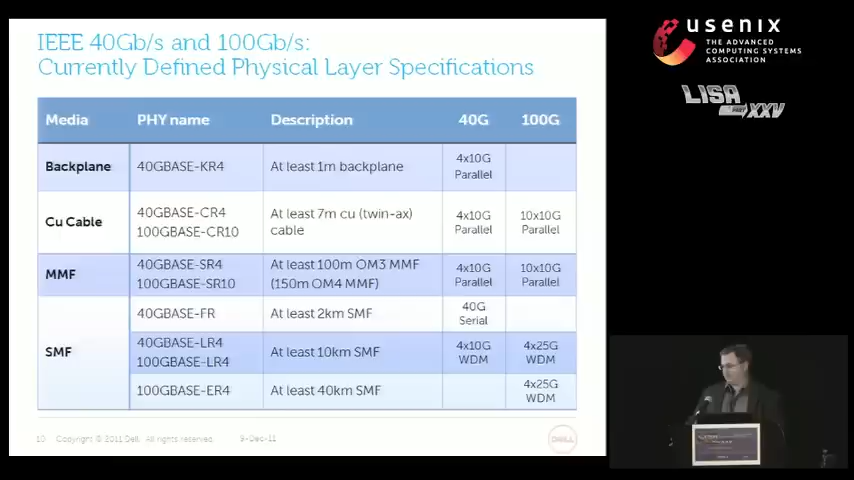 IEEE 40Gb/s and 100Gb/s:
Currently Defined Physical Layer Specifications
Media PHY name Description 40G 100G
Backplane 40GBASE-KR4 At least 1m backplane 4x10G Parallel
Cu Cable 40GBASE-CR4 100GBASE-CR10 At least 7m cu (twin-ax) cable 4x10G Parallel 10x10G Parallel
MMF 40GBASE-SR4 100GBASE-SR10 At least 100m OM3 MMF (150m OM4 MMF) 4x10G Parallel 10x10G Parallel
SMF 40GBASE-FR At least 2km SMF 40G Serial
40GBASE-LR4 100GBASE-LR4 At least 10km SMF 4x10G WDM 4x25G WDM
100GBASE-ER4 At least 40km SMF 4x25G WDM
10 Copyright © 2011 Dell. All rights reserved. 9-Dec-11
DELL
usenix
THE ADVANCED
COMPUTING SYSTEMS
ASSOCIATION
LISA
XXV